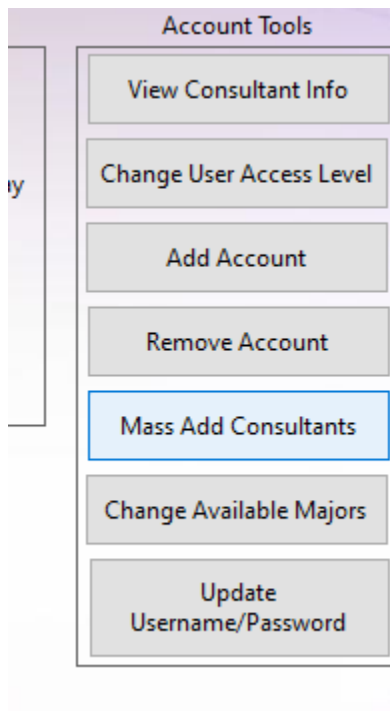 Account Tools
View Consultant Info
Change User Access Level
Add Account
Remove Account
Mass Add Consultants
Change Available Majors
Update
Username/Password